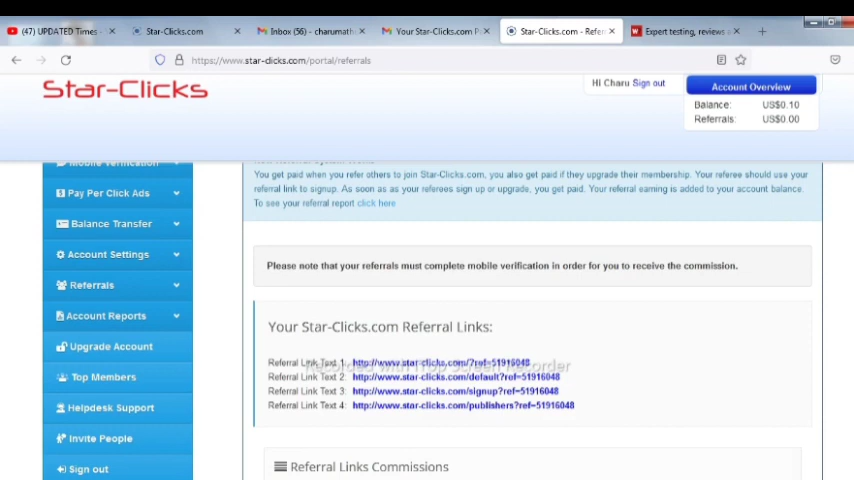 (47) UPDATED Times -
Star-Clicks.com
Inbox (56) - charumath
Your Star-Clicks.com P
Star-Clicks.com - Refer
Expert testing, reviews a
https://www.star-clicks.com/portal/referrals
Star-Clicks
Hi Charu Sign out
Account Overview
Balance: US$0.10
Referrals: US$0.00
Mobile Verification
Pay Per Click Ads
Balance Transfer
Account Settings
Referrals
Account Reports
Upgrade Account
Top Members
Helpdesk Support
Invite People
Sign out
You get paid when you refer others to join Star-Clicks.com, you also get paid if they upgrade their membership. Your referee should use your
referral link to signup. As soon as as your referees sign up or upgrade, you get paid. Your referral earning is added to your account balance.
To see your referral report click here
Please note that your referrals must complete mobile verification in order for you to receive the commission.
Your Star-Clicks.com Referral Links:
Referral Link Text 1: http://www.star-clicks.com/?ref=51916048
Referral Link Text 2: http://www.star-clicks.com/default?ref=51916048
Referral Link Text 3: http://www.star-clicks.com/signup?ref=51916048
Referral Link Text 4: http://www.star-clicks.com/publishers?ref=51916048
Recorded with iTop Screen Recorder
Referral Links Commissions